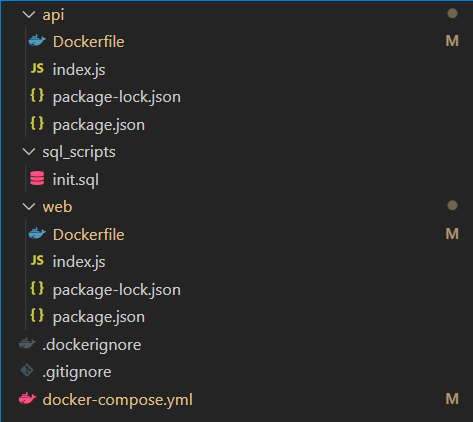 api
Dockerfile M
JS index.js
{} package-lock.json
{} package.json
sql_scripts
init.sql
web
Dockerfile M
JS index.js
{} package-lock.json
{} package.json
.dockerignore
.gitignore
docker-compose.yml M